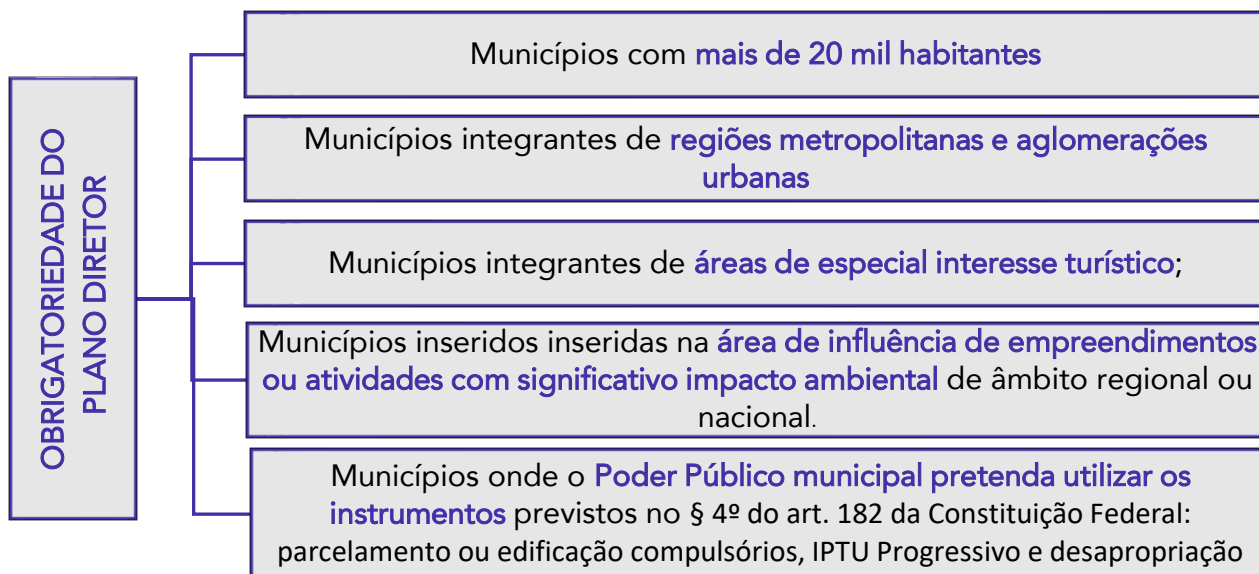 OBRIGATORIEDADE DO
PLANO DIRETOR
Municípios com mais de 20 mil habitantes
Municípios integrantes de regiões metropolitanas e aglomerações
urbanas
Municípios integrantes de áreas de especial interesse turístico;
Municípios inseridos inseridas na área de influência de empreendimentos
ou atividades com significativo impacto ambiental de âmbito regional ou
nacional.
Municípios onde o Poder Público municipal pretenda utilizar os
instrumentos previstos no § 4º do art. 182 da Constituição Federal:
parcelamento ou edificação compulsórios, IPTU Progressivo e desapropriação